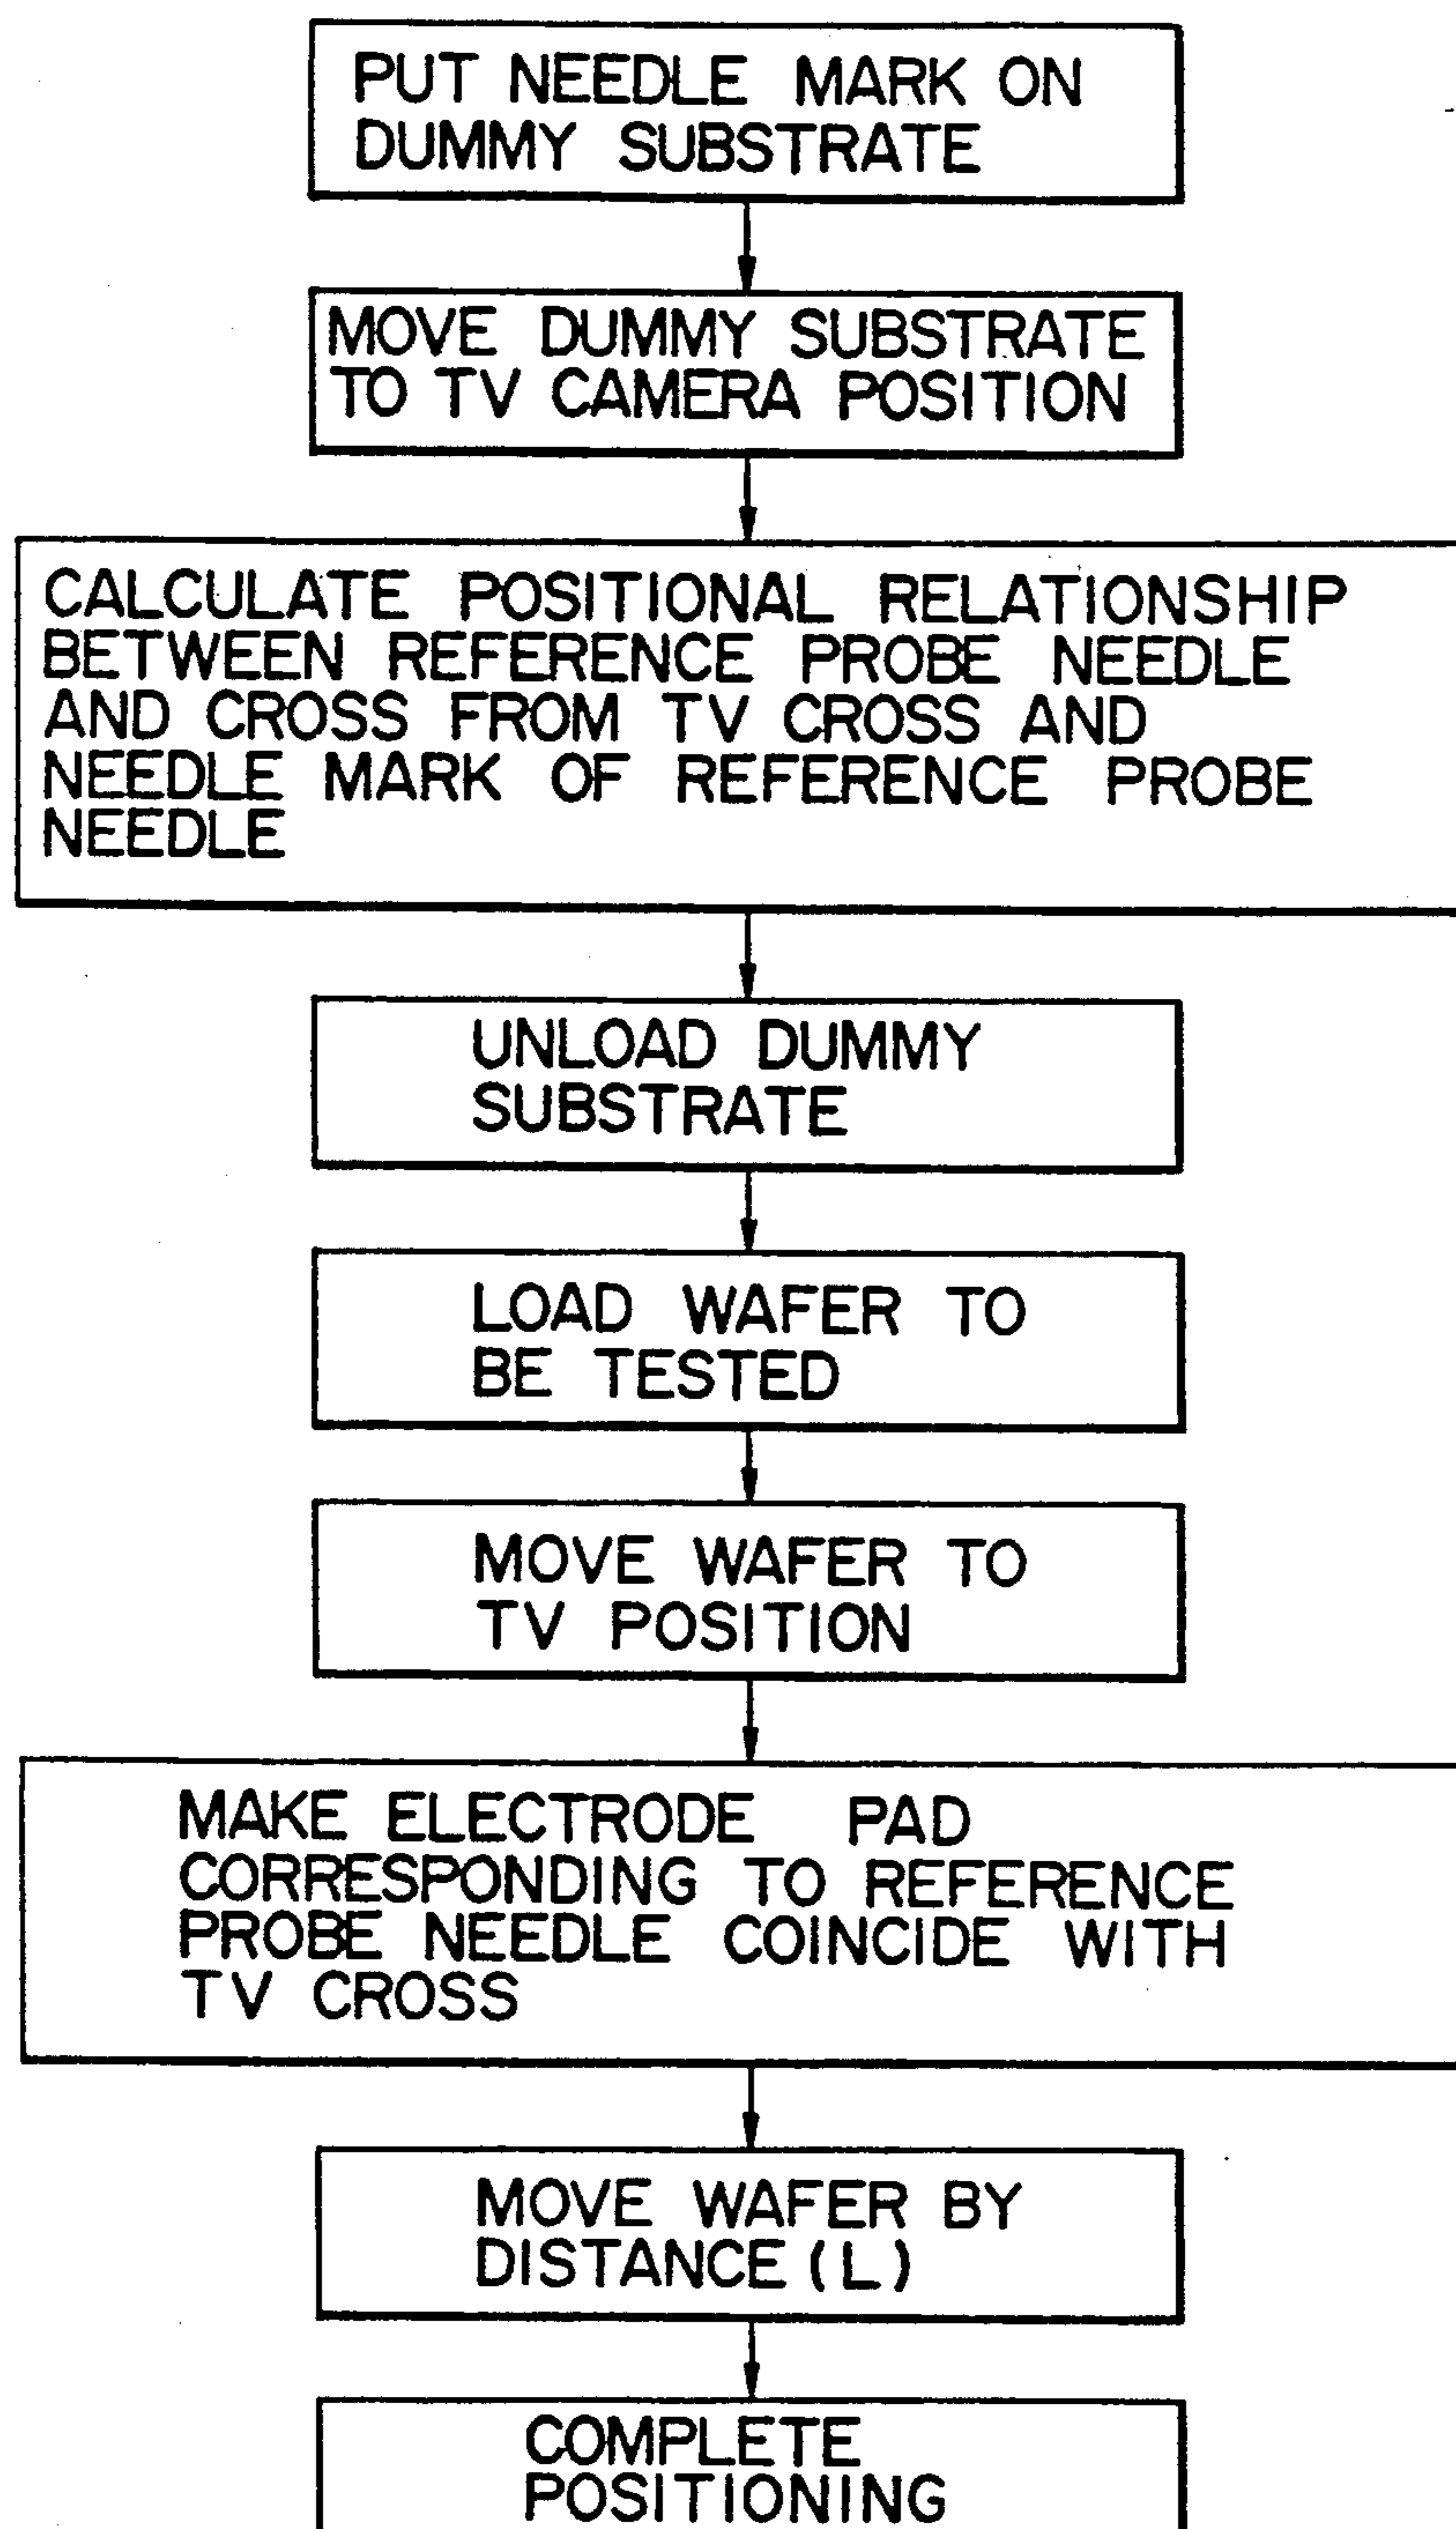 PUT NEEDLE MARK ON
DUMMY SUBSTRATE
MOVE DUMMY SUBSTRATE
TO TV CAMERA POSITION
CALCULATE POSITIONAL RELATIONSHIP
BETWEEN REFERENCE PROBE NEEDLE
AND CROSS FROM TV CROSS AND
NEEDLE MARK OF REFERENCE PROBE
NEEDLE
UNLOAD DUMMY
SUBSTRATE
LOAD WAFER TO
BE TESTED
MOVE WAFER TO
TV POSITION
MAKE ELECTRODE PAD
CORRESPONDING TO REFERENCE
PROBE NEEDLE COINCIDE WITH
TV CROSS
MOVE WAFER BY
DISTANCE (L)
COMPLETE
POSITIONING